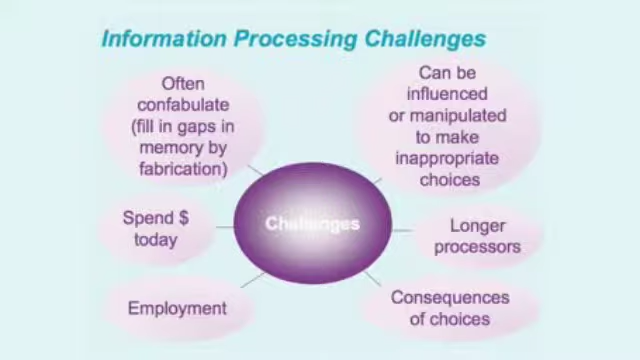 Information Processing Challenges
Often
confabulate
(fill in gaps in
memory by
fabrication)
Can be
influenced
or manipulated
to make
inappropriate
choices
Spend $
today
Challenges
Longer
processors
Employment
Consequences
of choices